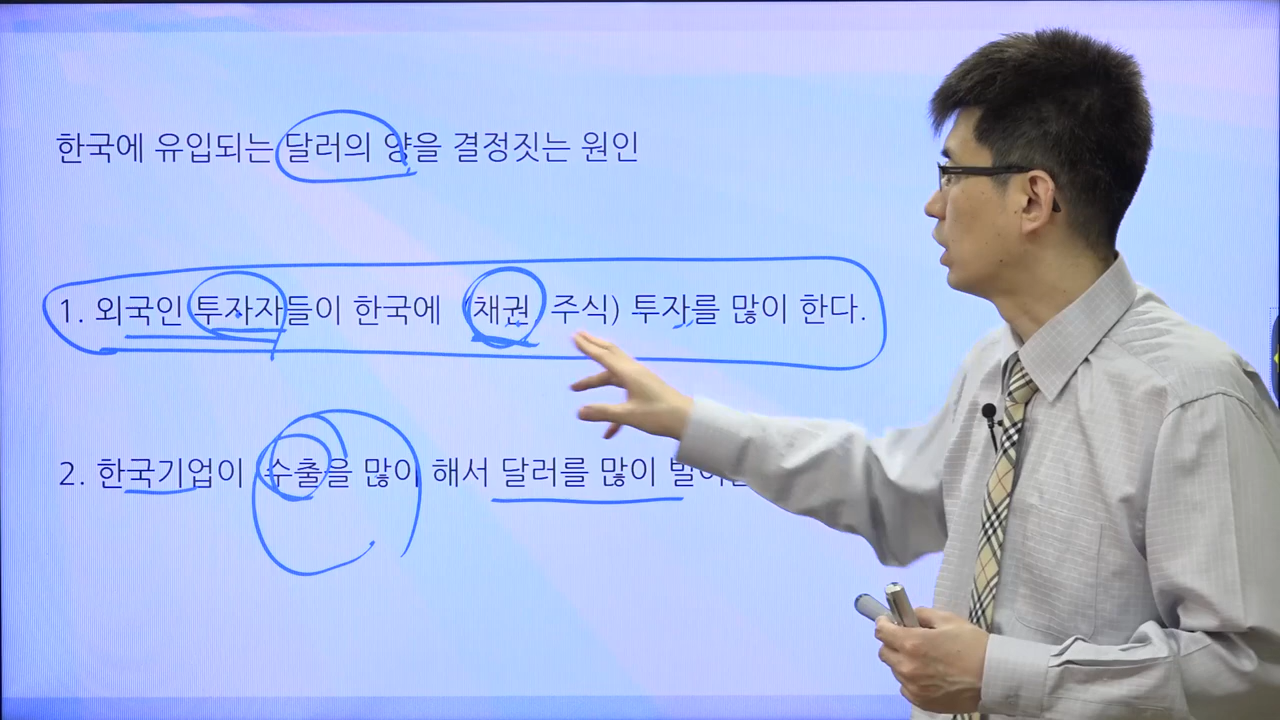 한국에 유입되는 달러의 양을 결정짓는 원인
1. 외국인 투자자들이 한국에 (채권, 주식) 투자를 많이 한다.
2. 한국기업이 수출을 많이 해서 달러를 많이